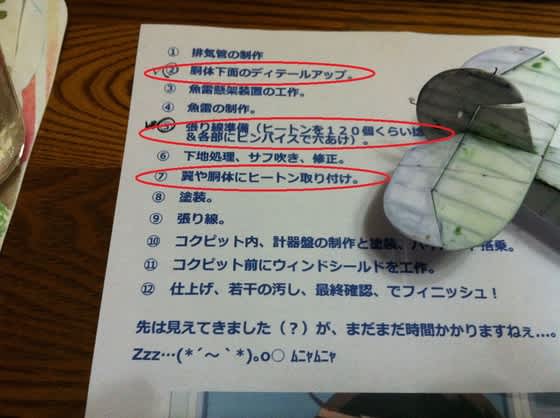 ① 排気管の制作
② 胴体下面のディテールアップ。
③ 魚雷懸架装置の工作。
④ 魚雷の制作。
⑤ 張り線準備（ヒートンを１２０個くらい
＆各部にピンバイスで穴あけ）。
⑥ 下地処理、サフ吹き、修正。
⑦ 翼や胴体にヒートン取り付け。
⑧ 塗装。
⑨ 張り線。
⑩ コクピット内、計器盤の制作と塗装、 搭乗。
⑪ コクピット前にウィンドシールドを工作。
⑫ 仕上げ、若干の汚し、最終確認、でフィニッシュ！
先は見えてきました（？）が、まだまだ時間かかりますねぇ…。
Zzz…(*´～｀*)｡o○ ﾑﾆｬﾑﾆｬ